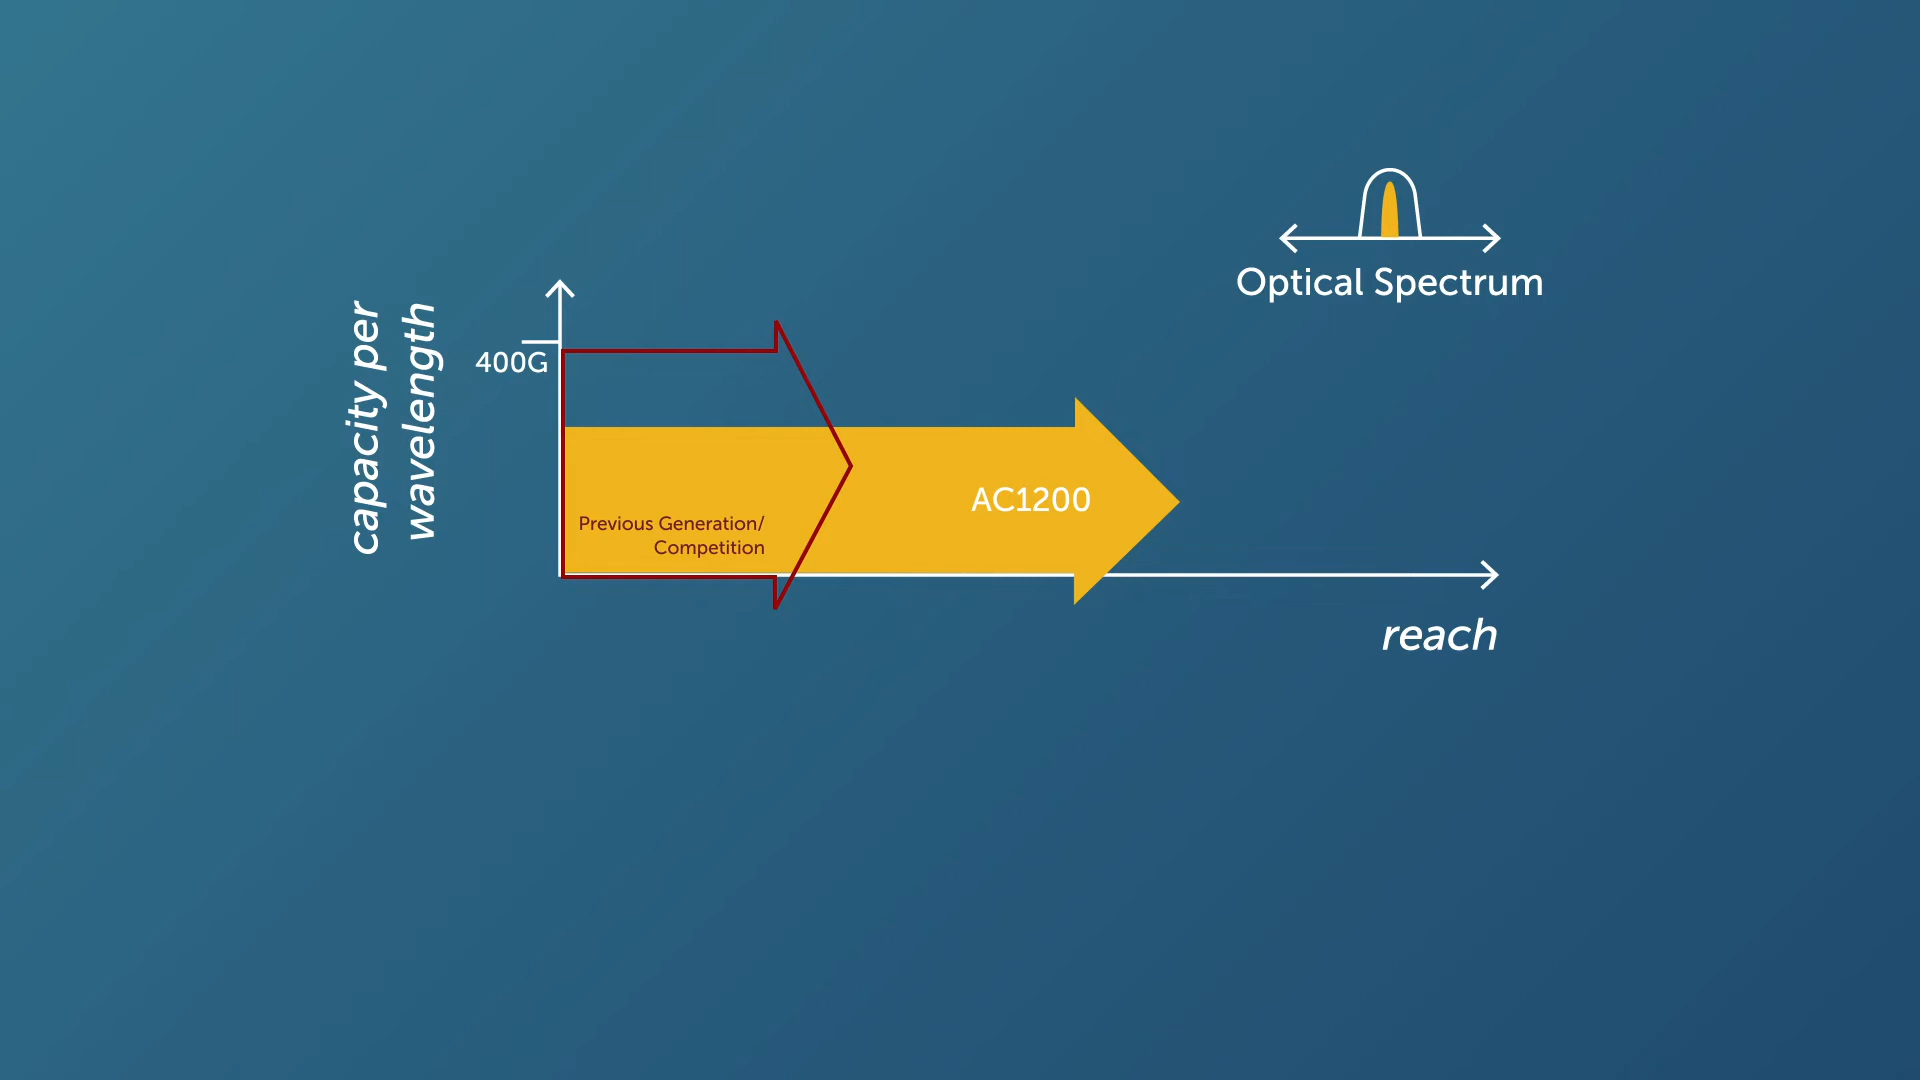 Optical Spectrum
capacity per
wavelength
400G
AC1200
Previous Generation/
Competition
reach